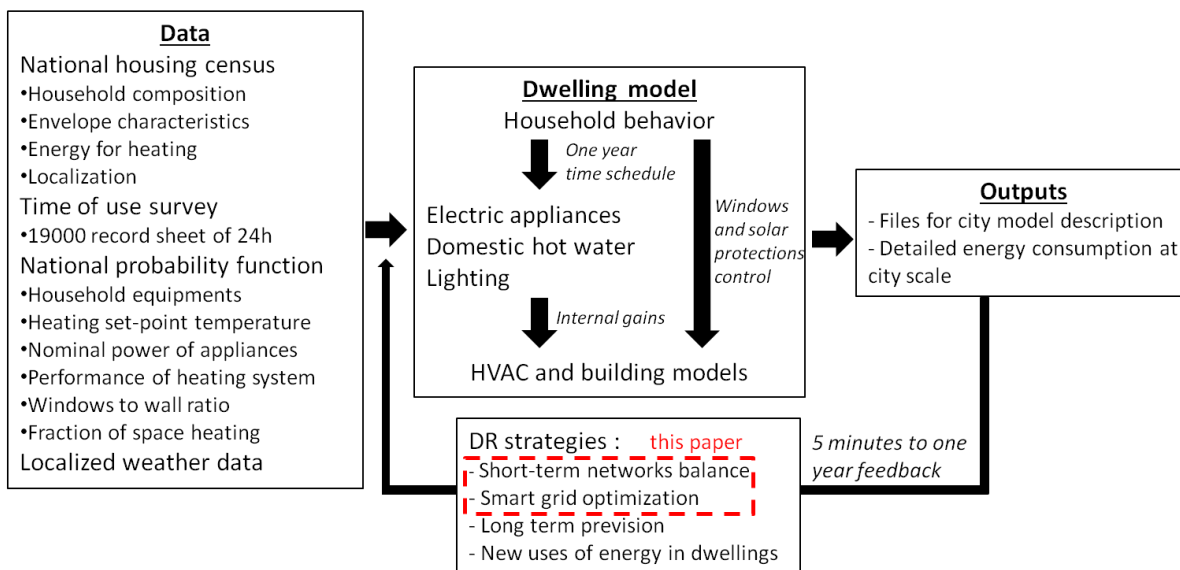 Data
National housing census
•Household composition
•Envelope characteristics
•Energy for heating
•Localization
Time of use survey
•19000 record sheet of 24h
National probability function
•Household equipments
•Heating set-point temperature
•Nominal power of appliances
•Performance of heating system
•Windows to wall ratio
•Fraction of space heating
Localized weather data
Dwelling model
Household behavior
One year
time schedule
Electric appliances
Domestic hot water
Lighting
Windows
and solar
protections
control
Internal gains
HVAC and building models
Outputs
- Files for city model description
- Detailed energy consumption at
city scale
DR strategies : this paper
- Short-term networks balance
- Smart grid optimization
- Long term prevision
- New uses of energy in dwellings
5 minutes to one
year feedback